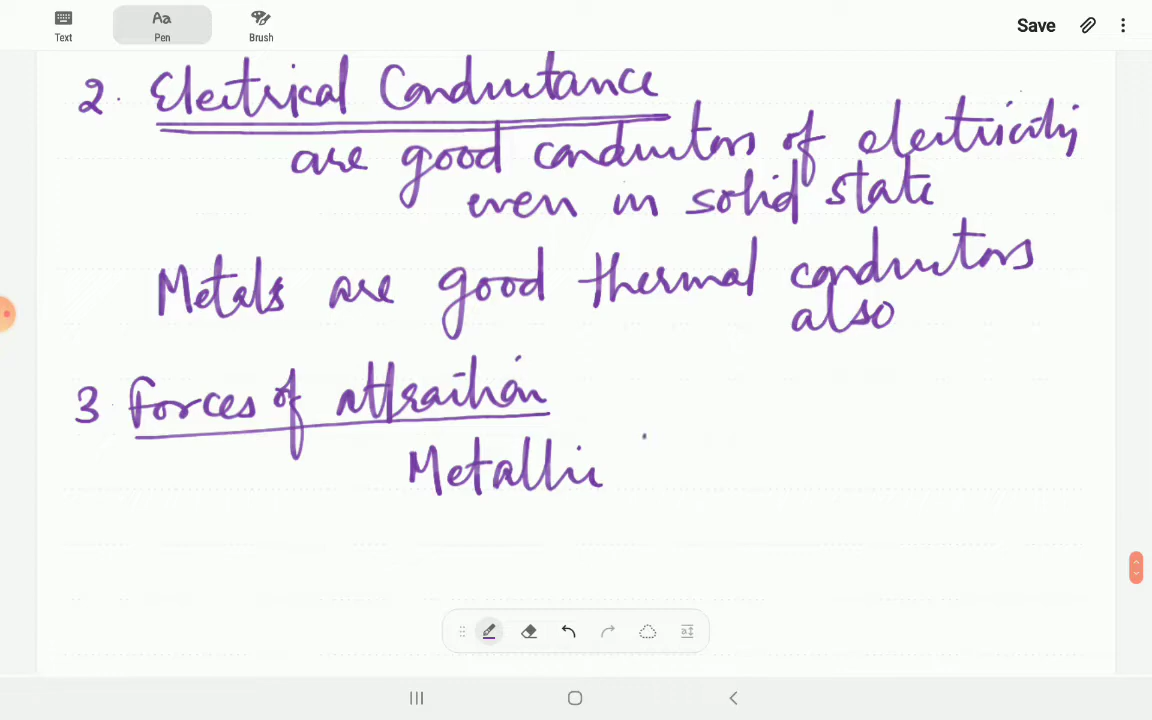 Aa
Save
Text
Pen
Brush
2. Electrical Conductance
are good conductors of electricity
even in solid state
Metals are good thermal conductors
also
3 Forces of attraction
Metallic